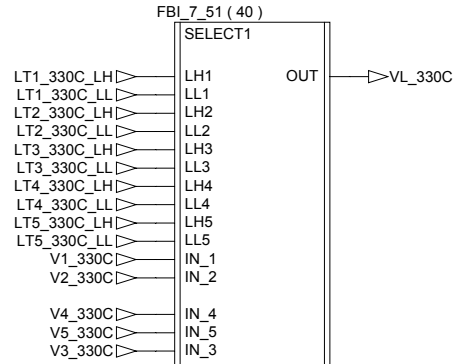 FBI_7_51 ( 40 )
SELECT1
LT1_330C_LH LH1 OUT VL_330C
LT1_330C_LL LL1
LT2_330C_LH LH2
LT2_330C_LL LL2
LT3_330C_LH LH3
LT3_330C_LL LL3
LT4_330C_LH LH4
LT4_330C_LL LL4
LT5_330C_LH LH5
LT5_330C_LL LL5
V1_330C IN_1
V2_330C IN_2
V4_330C IN_4
V5_330C IN_5
V3_330C IN_3